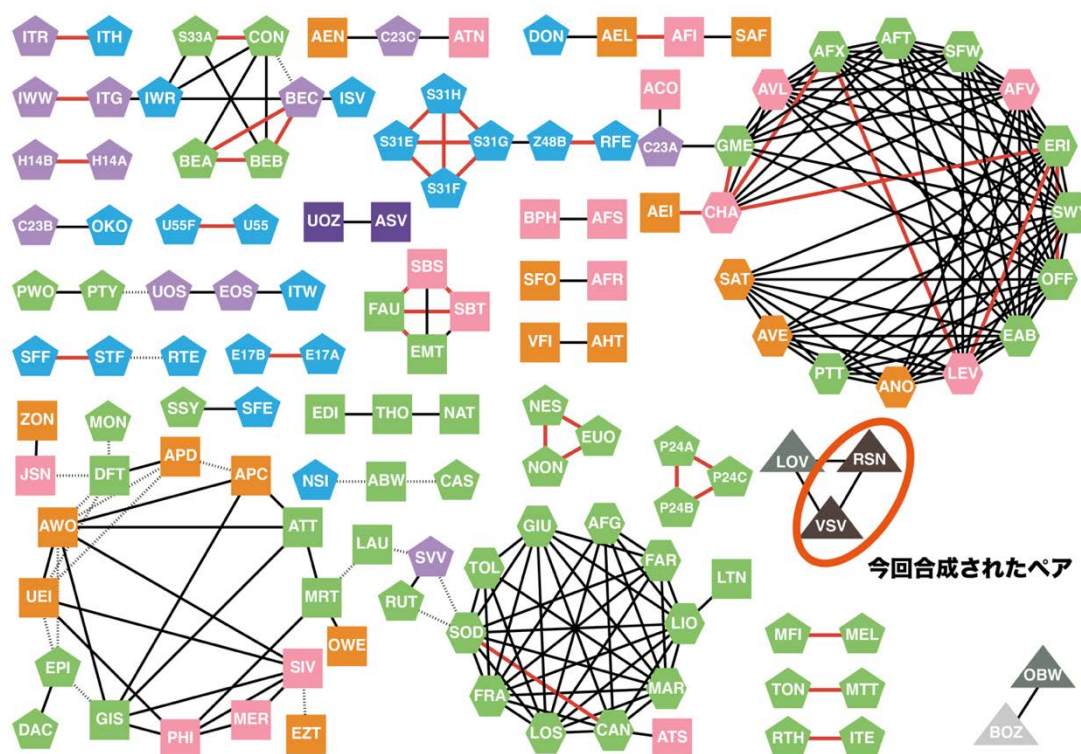 ITR ITH S33A CON AEN C23C ATN DON AEL AFI SAF AFX AFT SFW
IWW ITG IWR BEC ISV S31H ACO AVL AFV
S31E S31G Z48B RFE C23A GME ERI
H14B H14A BEA BEB S31F
C23B OKO U55F U55 UOZ ASV BPH AFS AEI CHA SWY
PWO PTY UOS EOS ITW SBS SFO AFR SAT OFF
FAU SBT
SFF STF RTE E17B E17A EMT VFI AHT AVE EAB
PTT ANO LEV
ZON MON SSY SFE EDI THO NAT NES EUO NON
JSN DFT APD APC NSI ABW CAS P24A P24C P24B LOV RSN
VSV
AWO ATT LAU SVV GIU AFG
今回合成されたペア
UEI MRT RUT TOL FAR LTN
OWE SOD LIO MFI MEL
EPI SIV FRA MAR TON MTT OBW
DAC GIS PHI MER EZT LOS CAN ATS RTH ITE BOZ